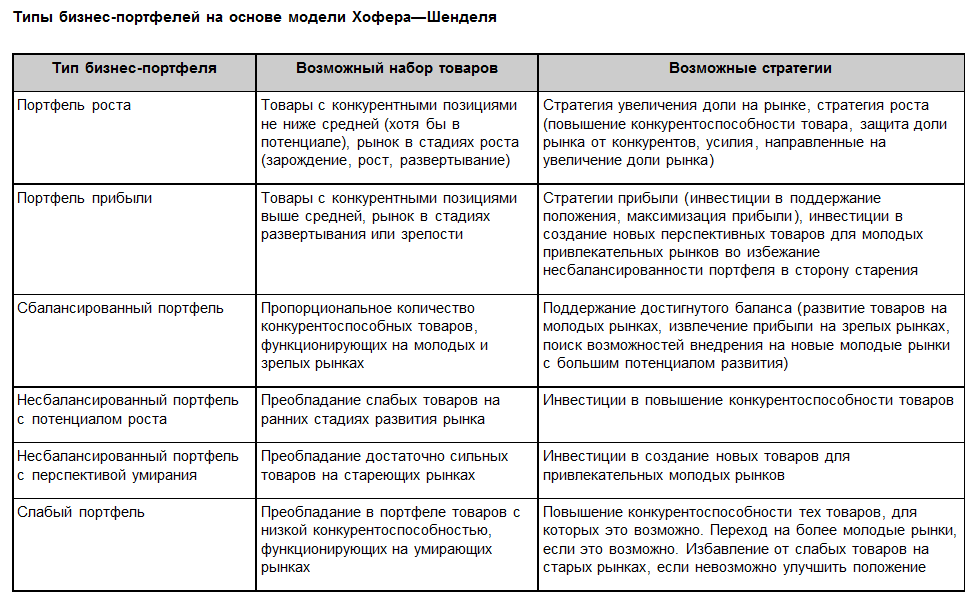 Типы бизнес-портфелей на основе модели Хофера—Шенделя
Тип бизнес-портфеля
Возможный набор товаров
Возможные стратегии
Портфель роста
Товары с конкурентными позициями
не ниже средней (хотя бы в
потенциале), рынок в стадиях роста
(зарождение, рост, развертывание)
Стратегия увеличения доли на рынке, стратегия роста
(повышение конкурентоспособности товара, защита доли
рынка от конкурентов, усилия, направленные на
увеличение доли рынка)
Портфель прибыли
Товары с конкурентными позициями
выше средней, рынок в стадиях
развертывания или зрелости
Стратегии прибыли (инвестиции в поддержание
положения, максимизация прибыли), инвестиции в
создание новых перспективных товаров для молодых
привлекательных рынков во избежание
несбалансированности портфеля в сторону старения
Сбалансированный портфель
Пропорциональное количество
конкурентоспособных товаров,
функционирующих на молодых и
зрелых рынках
Поддержание достигнутого баланса (развитие товаров на
молодых рынках, извлечение прибыли на зрелых рынках,
поиск возможностей внедрения на новые молодые рынки
с большим потенциалом развития)
Несбалансированный портфель
с потенциалом роста
Преобладание слабых товаров на
ранних стадиях развития рынка
Инвестиции в повышение конкурентоспособности товаров
Несбалансированный портфель
с перспективой умирания
Преобладание достаточно сильных
товаров на стареющих рынках
Инвестиции в создание новых товаров для
привлекательных молодых рынков
Слабый портфель
Преобладание в портфеле товаров с
низкой конкурентоспособностью,
функционирующих на умирающих
рынках
Повышение конкурентоспособности тех товаров, для
которых это возможно. Переход на более молодые рынки,
если это возможно. Избавление от слабых товаров на
старых рынках, если невозможно улучшить положение